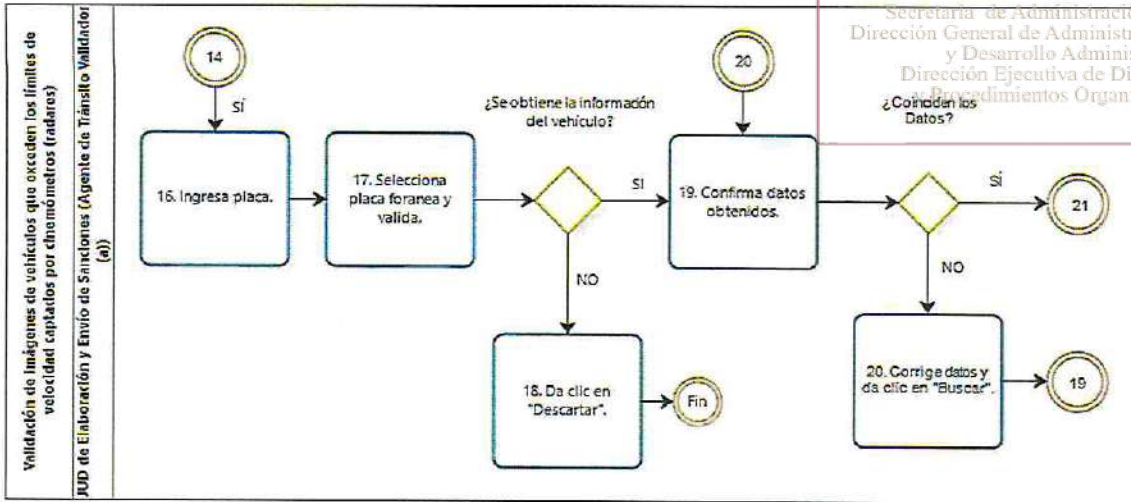 Validación de imágenes de vehículos que exceden los límites de
velocidad captados por cinemómetros (radares)
JUD de Elaboración y Envío de Sanciones (Agente de Tránsito Validador
(a))
Secretaría de Administració
Dirección General de Administr
y Desarrollo Adminis
Dirección Ejecutiva de Di
y Procedimientos Organi
14
SÍ
16. Ingresa placa.
17. Selecciona
placa foranea y
valida.
¿Se obtiene la información
del vehículo?
SI
NO
18. Da clic en
"Descartar".
Fin
20
19. Confirma datos
obtenidos.
¿Coinciden los
Datos?
SÍ
21
NO
20. Corrige datos y
da clic en "Buscar".
19